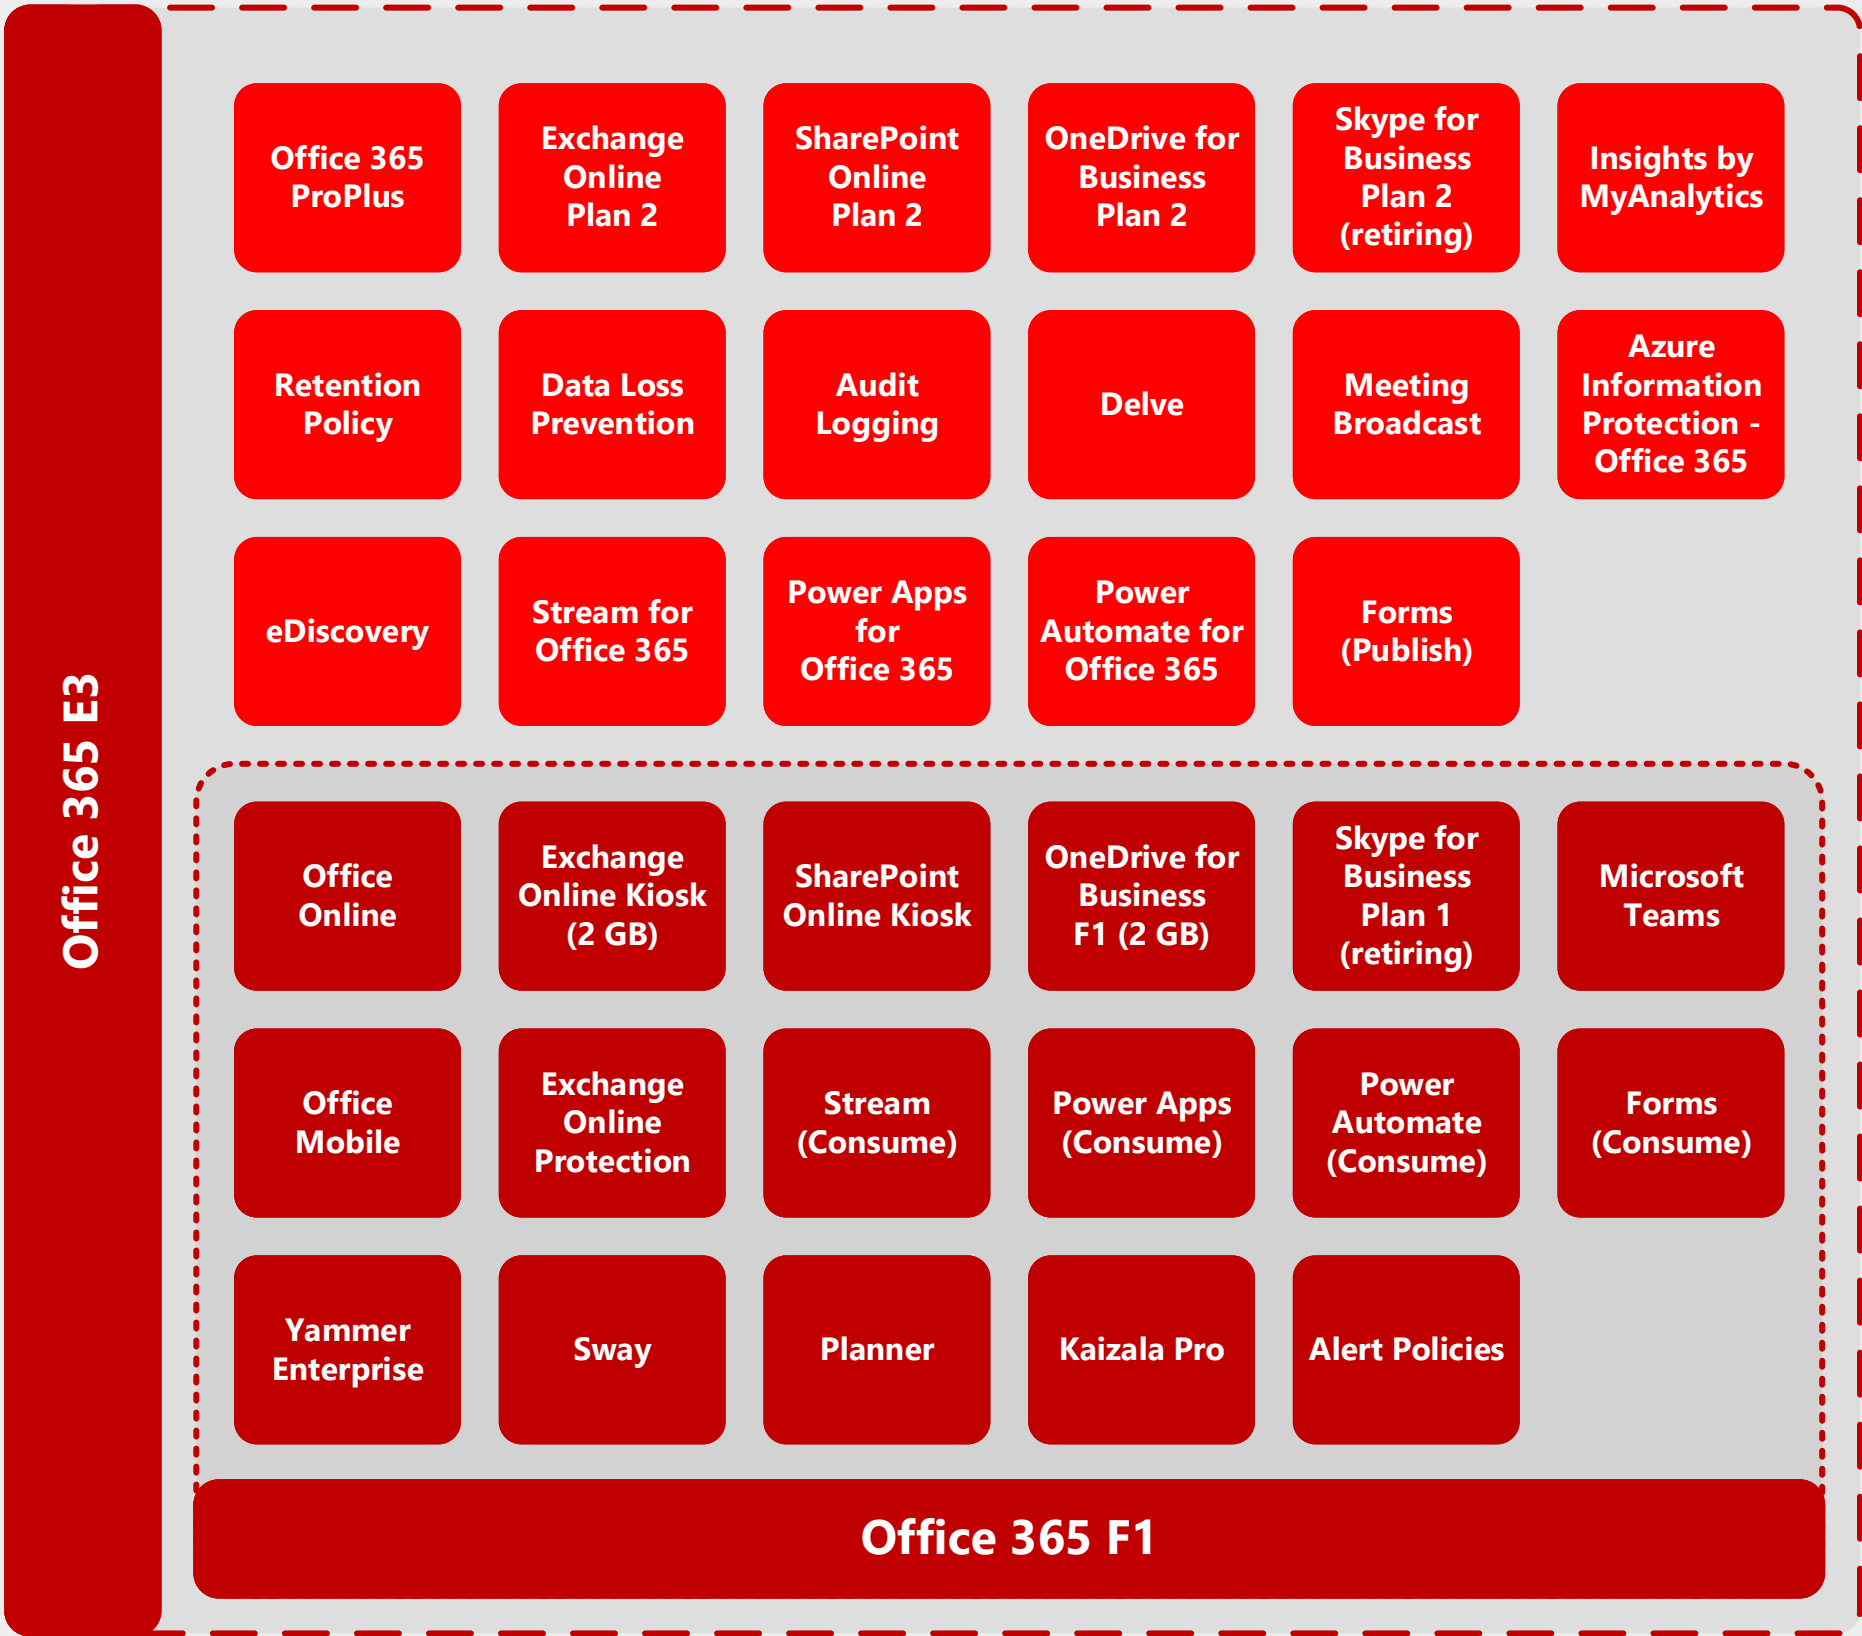 Office 365 E3
Office 365
ProPlus
Exchange
Online
Plan 2
SharePoint
Online
Plan 2
OneDrive for
Business
Plan 2
Skype for
Business
Plan 2
(retiring)
Insights by
MyAnalytics
Retention
Policy
Data Loss
Prevention
Audit
Logging
Delve
Meeting
Broadcast
Azure
Information
Protection -
Office 365
eDiscovery
Stream for
Office 365
Power Apps
for
Office 365
Power
Automate for
Office 365
Forms
(Publish)
Office
Online
Exchange
Online Kiosk
(2 GB)
SharePoint
Online Kiosk
OneDrive for
Business
F1 (2 GB)
Skype for
Business
Plan 1
(retiring)
Microsoft
Teams
Office
Mobile
Exchange
Online
Protection
Stream
(Consume)
Power Apps
(Consume)
Power
Automate
(Consume)
Forms
(Consume)
Yammer
Enterprise
Sway
Planner
Kaizala Pro
Alert Policies
Office 365 F1